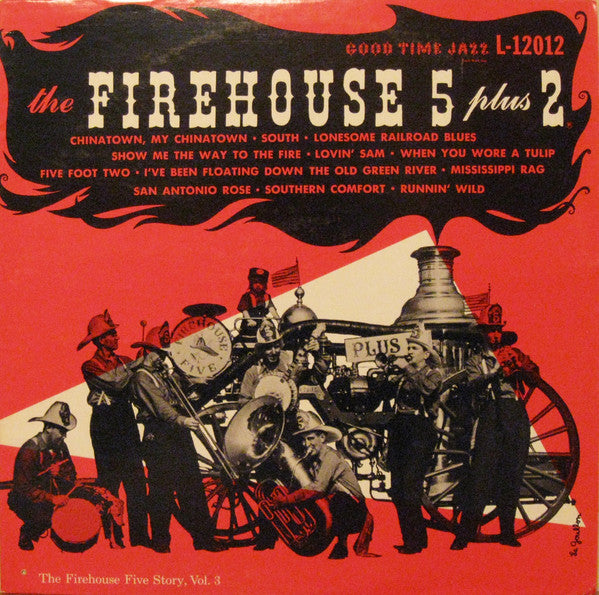 GOOD TIME JAZZ L-12012
the FIREHOUSE 5 plus 2
CHINATOWN, MY CHINATOWN • SOUTH • LONESOME RAILROAD BLUES
SHOW ME THE WAY TO THE FIRE • LOVIN' SAM • WHEN YOU WORE A TULIP
FIVE FOOT TWO • I'VE BEEN FLOATING DOWN THE OLD GREEN RIVER • MISSISSIPPI RAG
SAN ANTONIO ROSE • SOUTHERN COMFORT • RUNNIN' WILD
FIREHOUSE
FIVE
PLUS
The Firehouse Five Story, Vol. 3